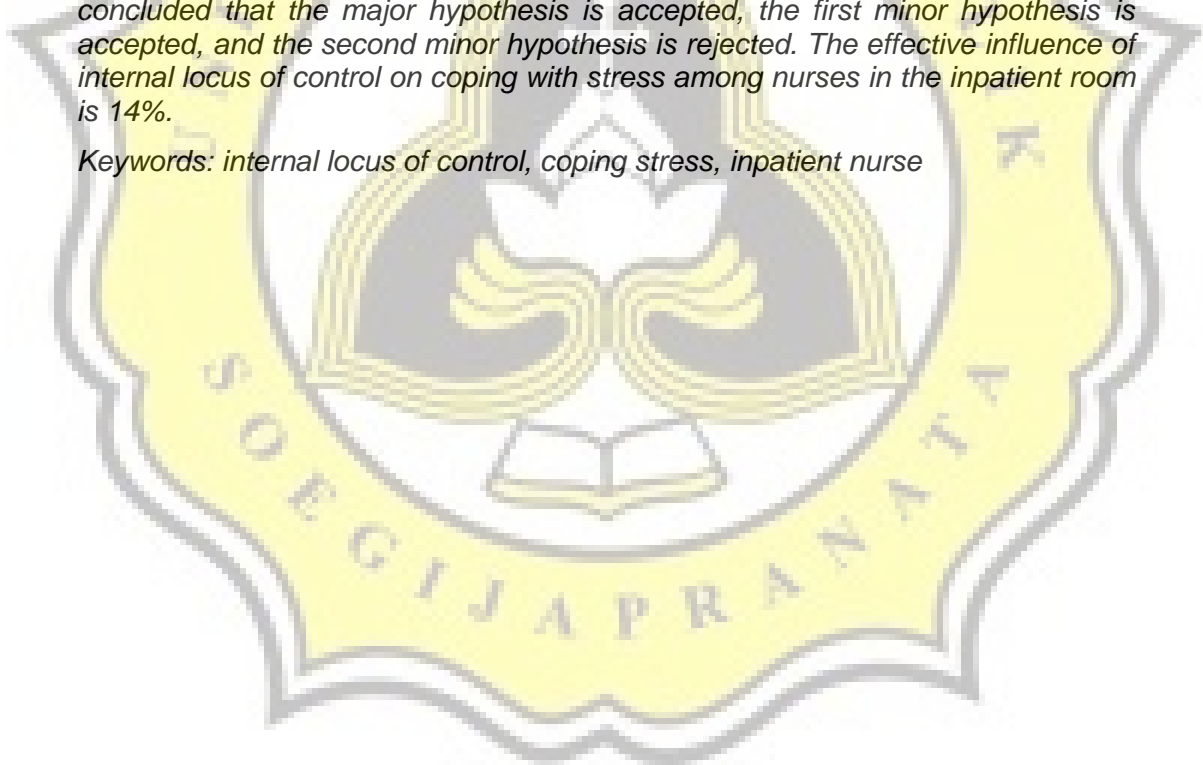 concluded that the major hypothesis is accepted, the first minor hypothesis is
accepted, and the second minor hypothesis is rejected. The effective influence of
internal locus of control on coping with stress among nurses in the inpatient room
is 14%.
Keywords: internal locus of control, coping stress, inpatient nurse
SOEGIJAPRANATA